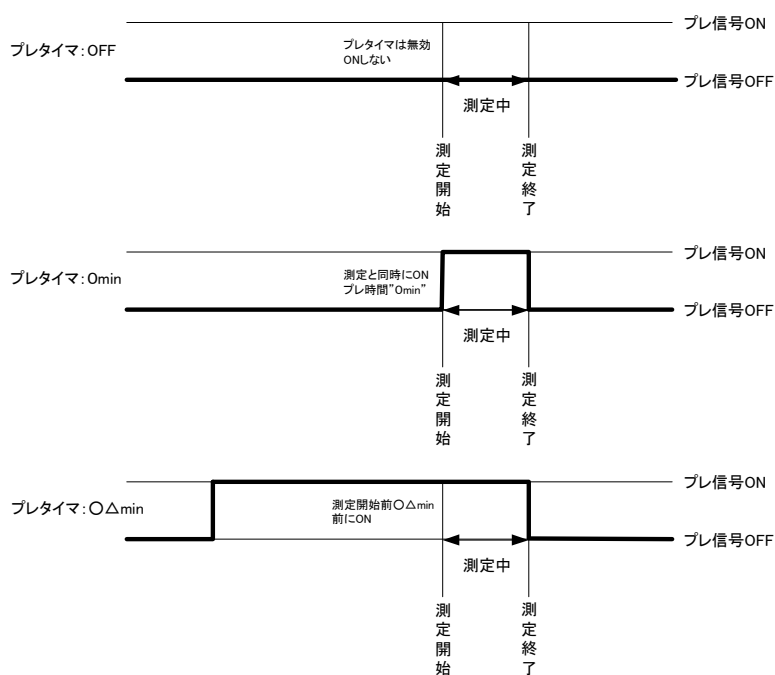 プレ信号ON
プレタイマ:OFF
プレタイマは無効
ONしない
プレ信号OFF
測定中
測定開始
測定終了
プレ信号ON
プレタイマ:0min
測定と同時にON
プレ時間”0min”
プレ信号OFF
測定中
測定開始
測定終了
プレ信号ON
プレタイマ:〇△min
測定開始前〇△min
前にON
プレ信号OFF
測定中
測定開始
測定終了